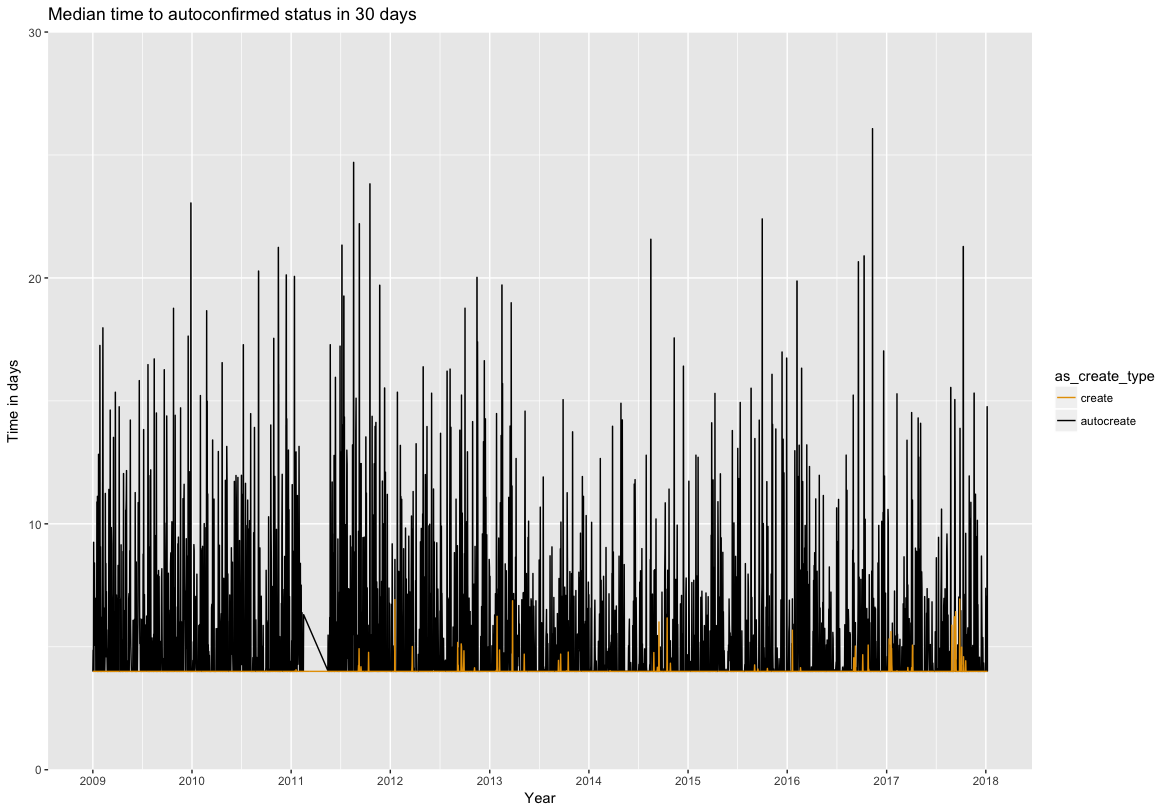 Median time to autoconfirmed status in 30 days
30
20
10
0
Time in days
2009 2010 2011 2012 2013 2014 2015 2016 2017 2018
Year
as_create_type
create
autocreate